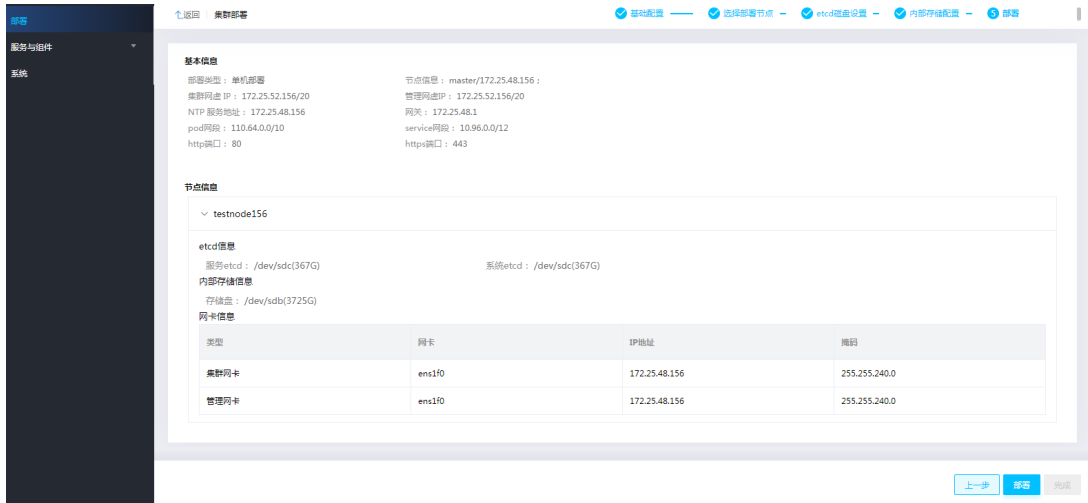 部署
服务与组件
系统
返回 集群部署
基础配置 选择部署节点 etcd磁盘设置 内部存储配置 5 部署
基本信息
部署类型： 单机部署 节点信息： master/172.25.48.156 ;
集群网虚 IP： 172.25.52.156/20 管理网虚IP： 172.25.52.156/20
NTP 服务地址： 172.25.48.156 网关： 172.25.48.1
pod网段： 110.64.0.0/10 service网段： 10.96.0.0/12
http端口： 80 https端口： 443
节点信息
testnode156
etcd信息
服务etcd： /dev/sdc(367G) 系统etcd： /dev/sdc(367G)
内部存储信息
存储盘： /dev/sdb(3725G)
网卡信息
类型 网卡 IP地址 掩码
集群网卡 ens1f0 172.25.48.156 255.255.240.0
管理网卡 ens1f0 172.25.48.156 255.255.240.0
上一步 部署 完成